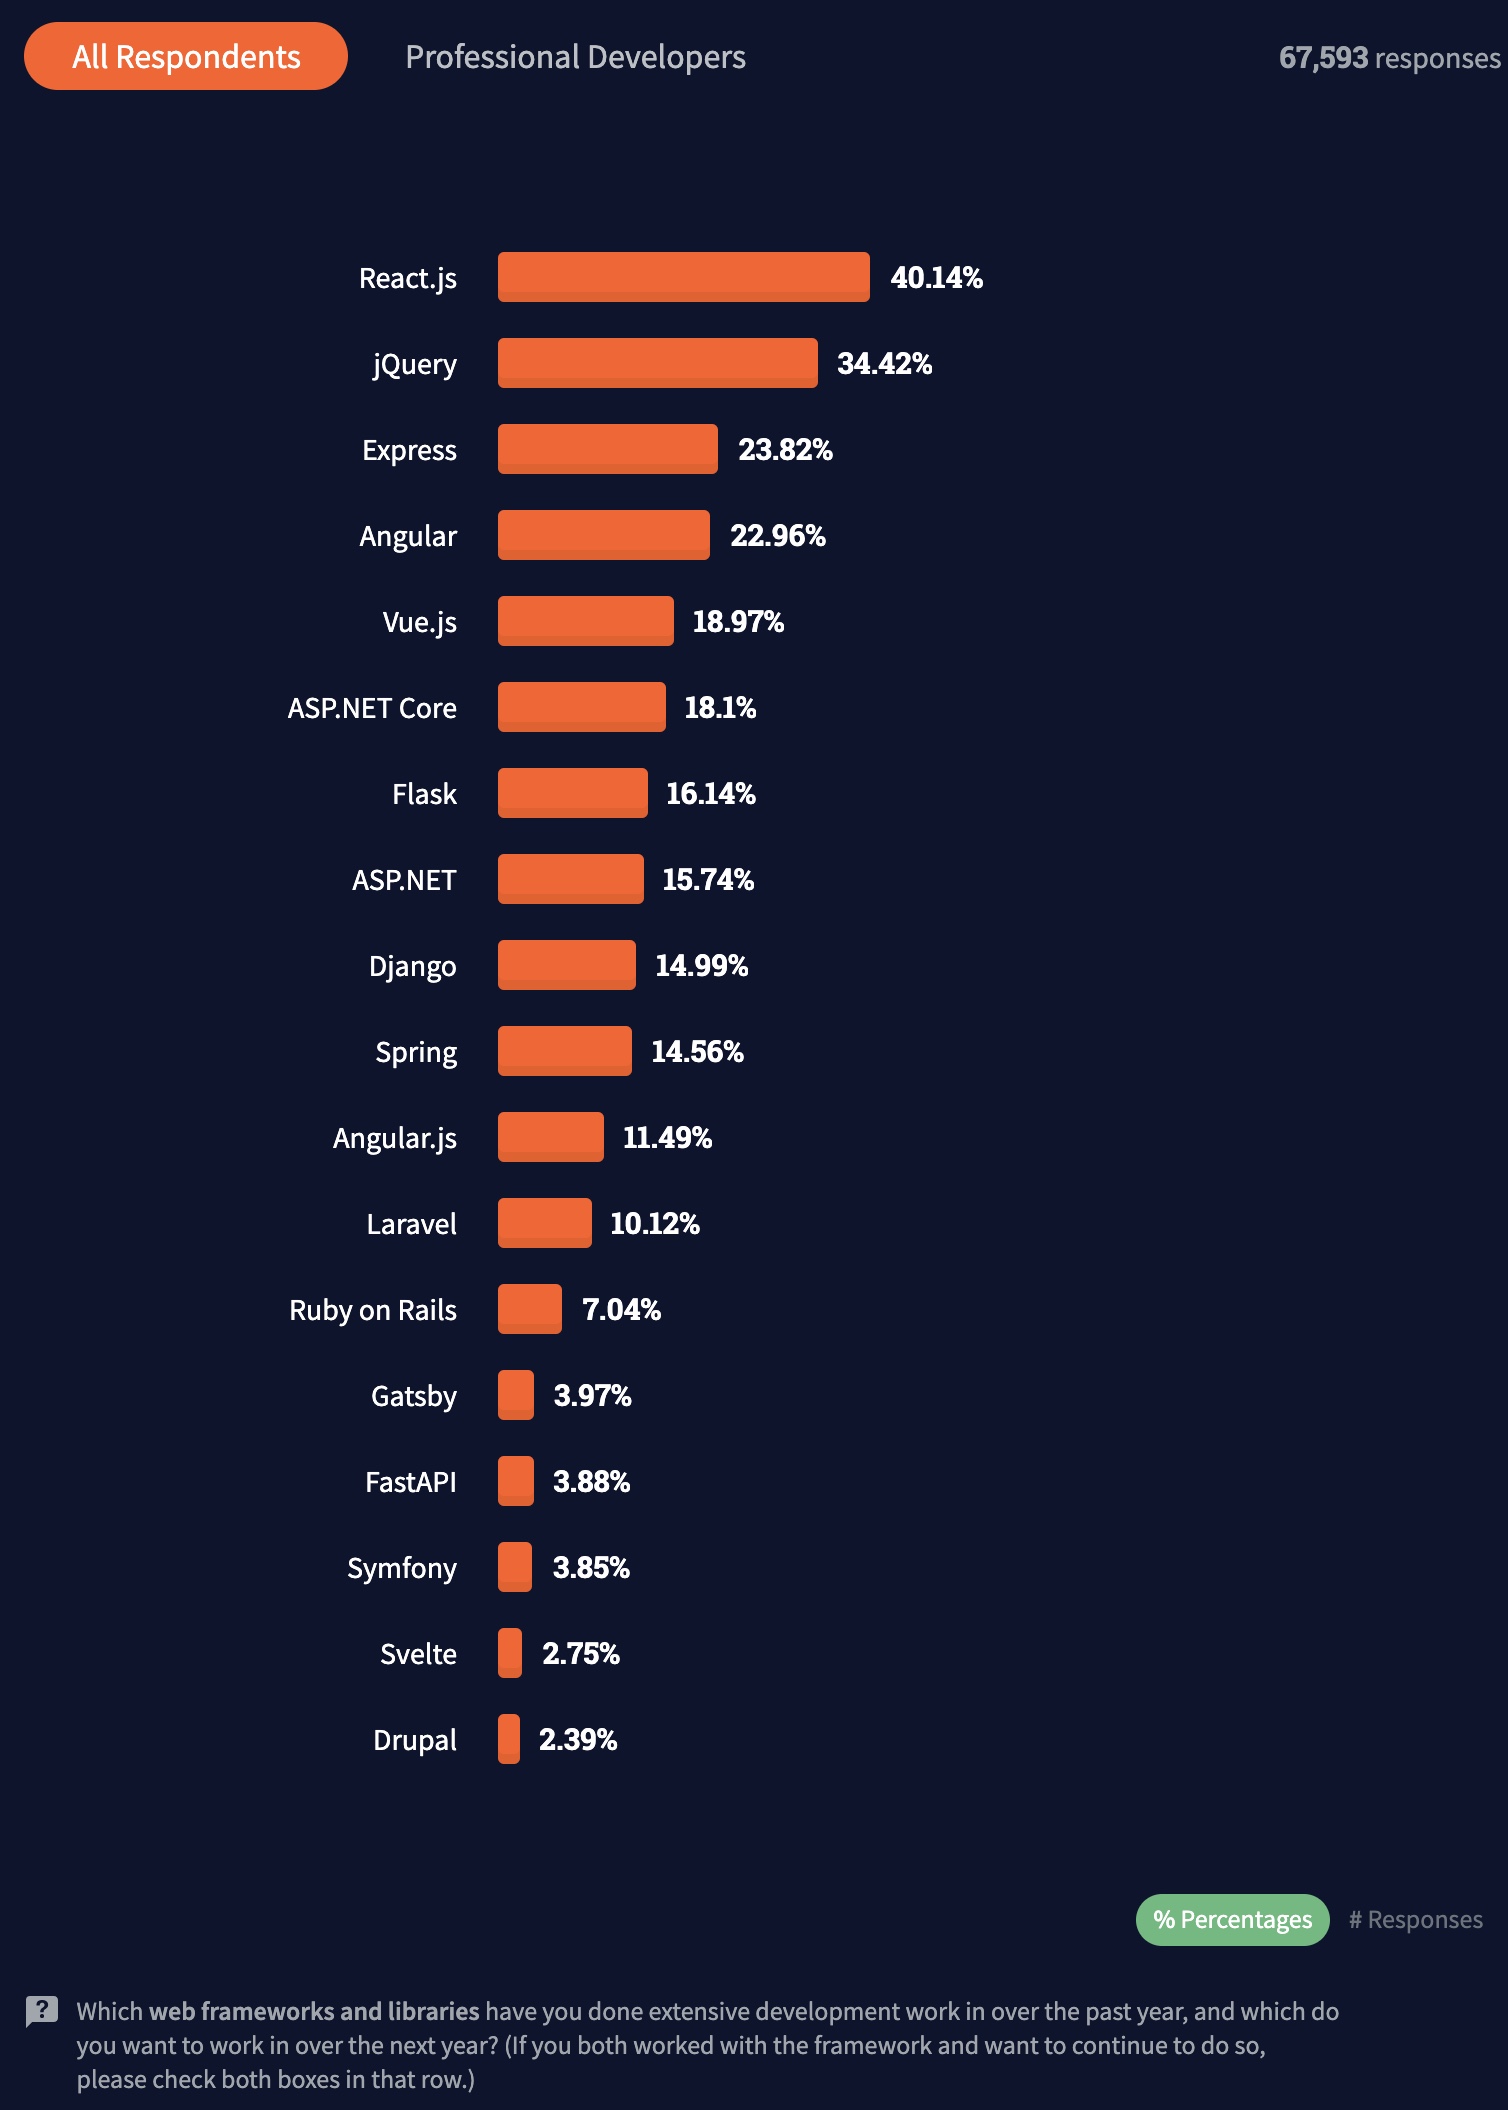 All Respondents Professional Developers 67,593 responses
React.js 40.14%
jQuery 34.42%
Express 23.82%
Angular 22.96%
Vue.js 18.97%
ASP.NET Core 18.1%
Flask 16.14%
ASP.NET 15.74%
Django 14.99%
Spring 14.56%
Angular.js 11.49%
Laravel 10.12%
Ruby on Rails 7.04%
Gatsby 3.97%
FastAPI 3.88%
Symfony 3.85%
Svelte 2.75%
Drupal 2.39%
% Percentages # Responses
? Which web frameworks and libraries have you done extensive development work in over the past year, and which do
you want to work in over the next year? (If you both worked with the framework and want to continue to do so,
please check both boxes in that row.)